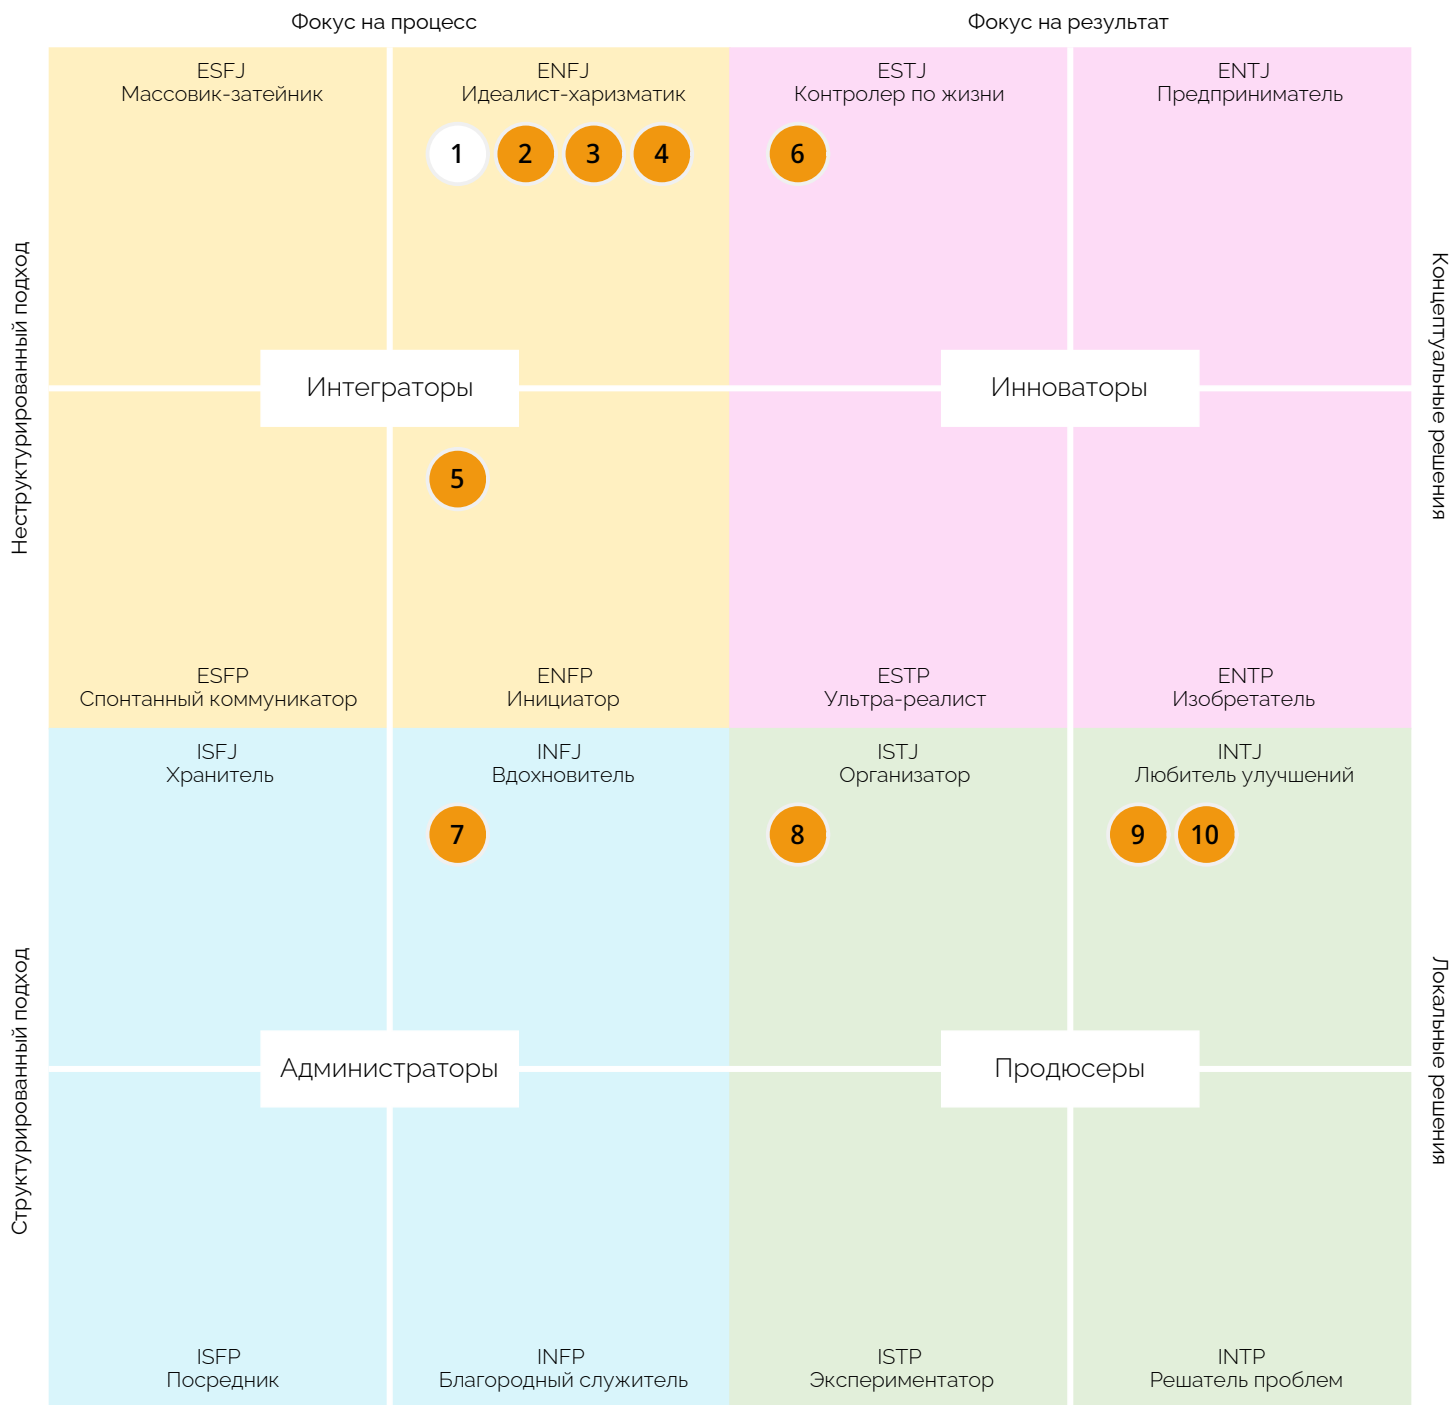 Фокус на процесс
Фокус на результат
ESFJ
Массовик-затейник
ENFJ
Идеалист-харизматик
ESTJ
Контролер по жизни
ENTJ
Предприниматель
1
2
3
4
6
Неструктурированный подход
Концептуальные решения
Интеграторы
Инноваторы
5
ESFP
Спонтанный коммуникатор
ENFP
Инициатор
ESTP
Ультра-реалист
ENTP
Изобретатель
ISFJ
Хранитель
INFJ
Вдохновитель
ISTJ
Организатор
INTJ
Любитель улучшений
7
8
9
10
Структурированный подход
Локальные решения
Администраторы
Продюсеры
ISFP
Посредник
INFP
Благородный служитель
ISTP
Экспериментатор
INTP
Решатель проблем